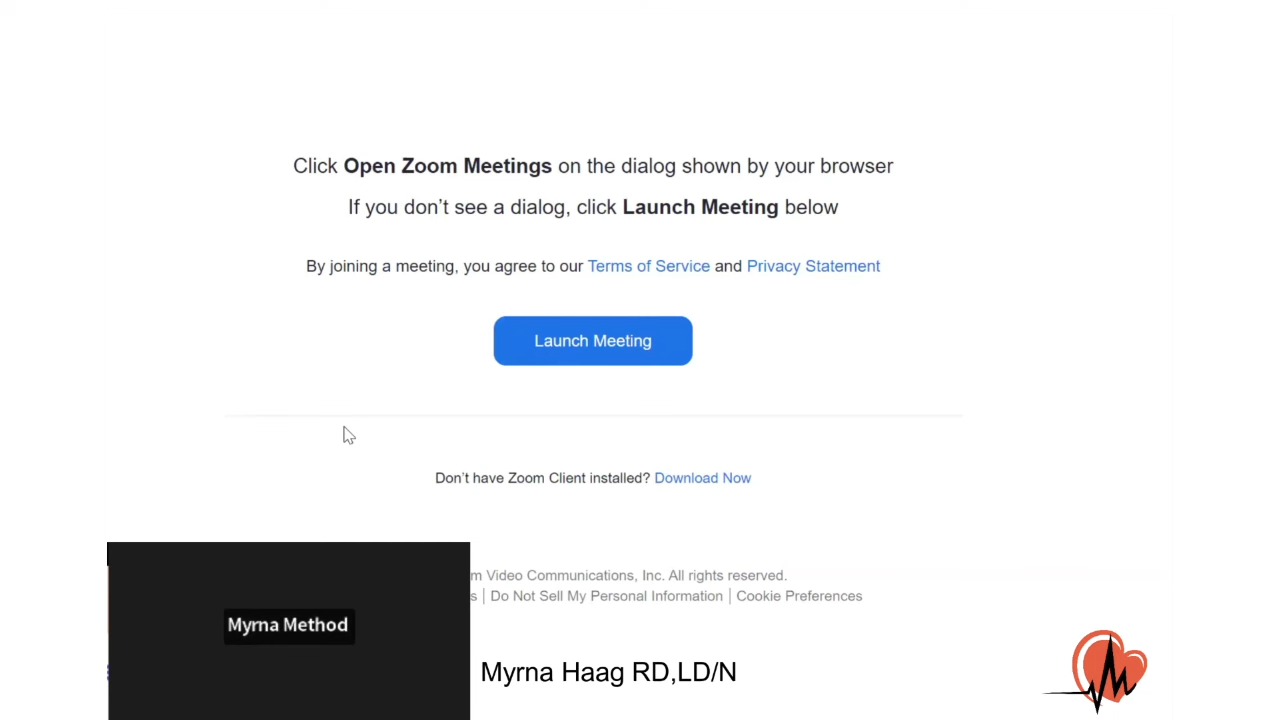 Click Open Zoom Meetings on the dialog shown by your browser
If you don’t see a dialog, click Launch Meeting below
By joining a meeting, you agree to our Terms of Service and Privacy Statement
Launch Meeting
Don’t have Zoom Client installed? Download Now
Video Communications, Inc. All rights reserved.
Do Not Sell My Personal Information | Cookie Preferences
Myrna Method
Myrna Haag RD,LD/N